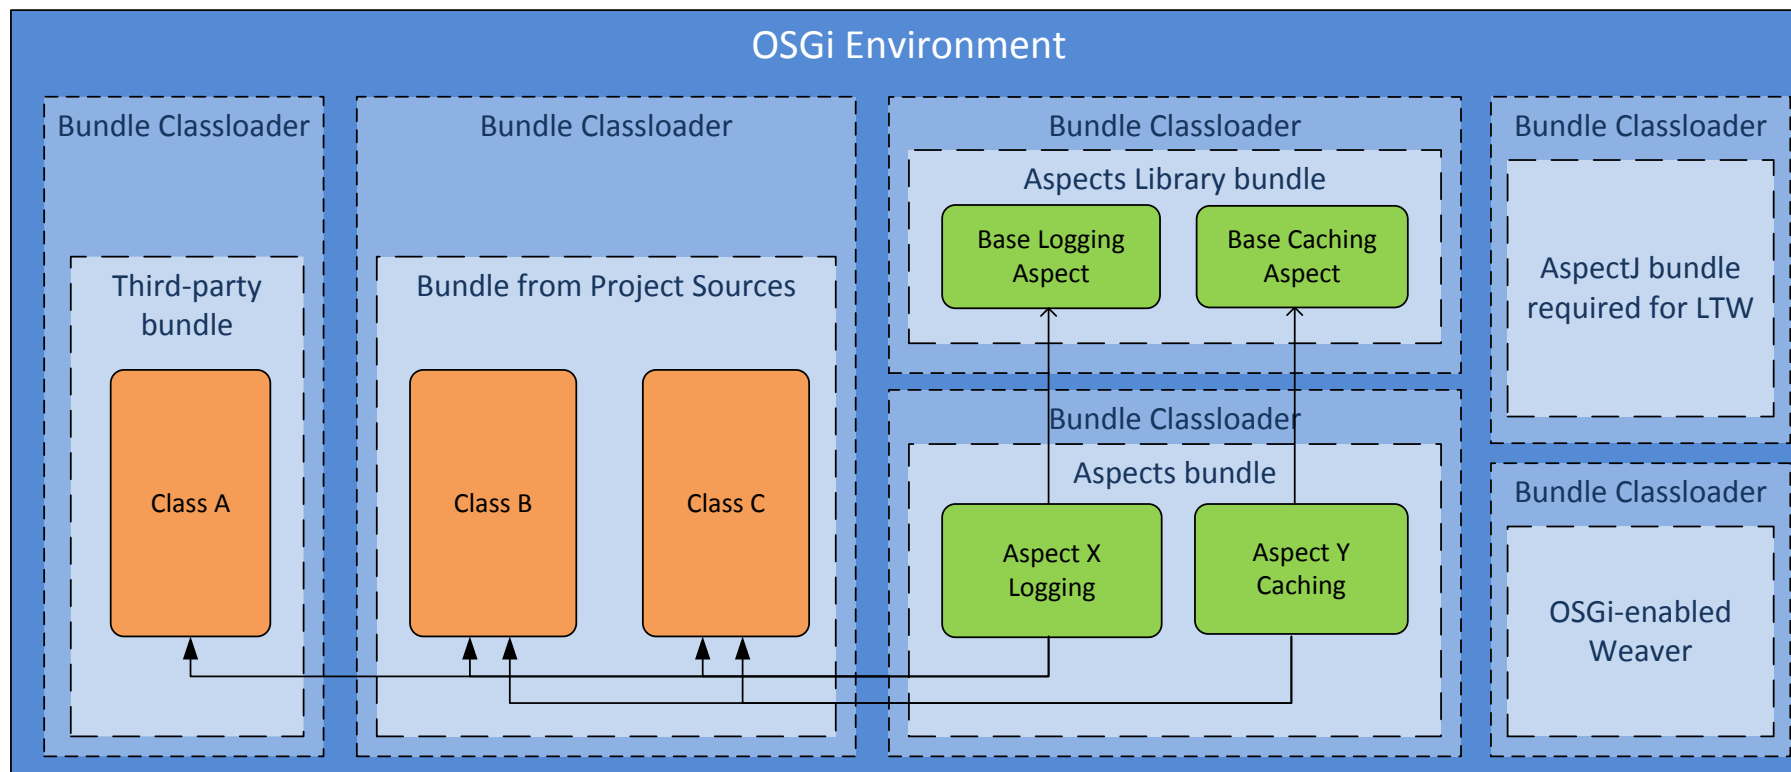 OSGi Environment
Bundle Classloader
Third-party
bundle
Class A
Bundle Classloader
Bundle from Project Sources
Class B
Class C
Bundle Classloader
Aspects Library bundle
Base Logging
Aspect
Base Caching
Aspect
Bundle Classloader
Aspects bundle
Aspect X
Logging
Aspect Y
Caching
Bundle Classloader
AspectJ bundle
required for LTW
Bundle Classloader
OSGi-enabled
Weaver